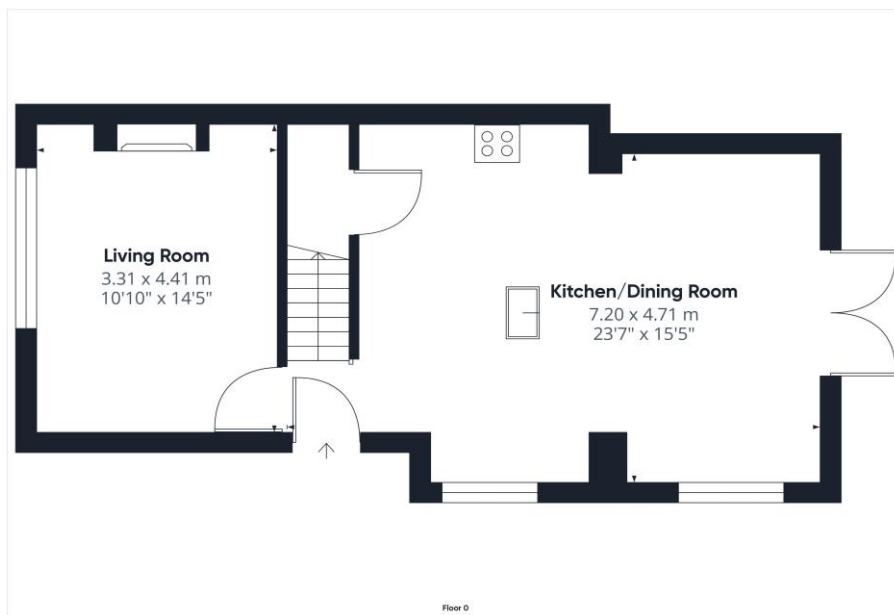 Living Room
3.31 x 4.41 m
10'10" x 14'5"
Kitchen/Dining Room
7.20 x 4.71 m
23'7" x 15'5"
Floor 0